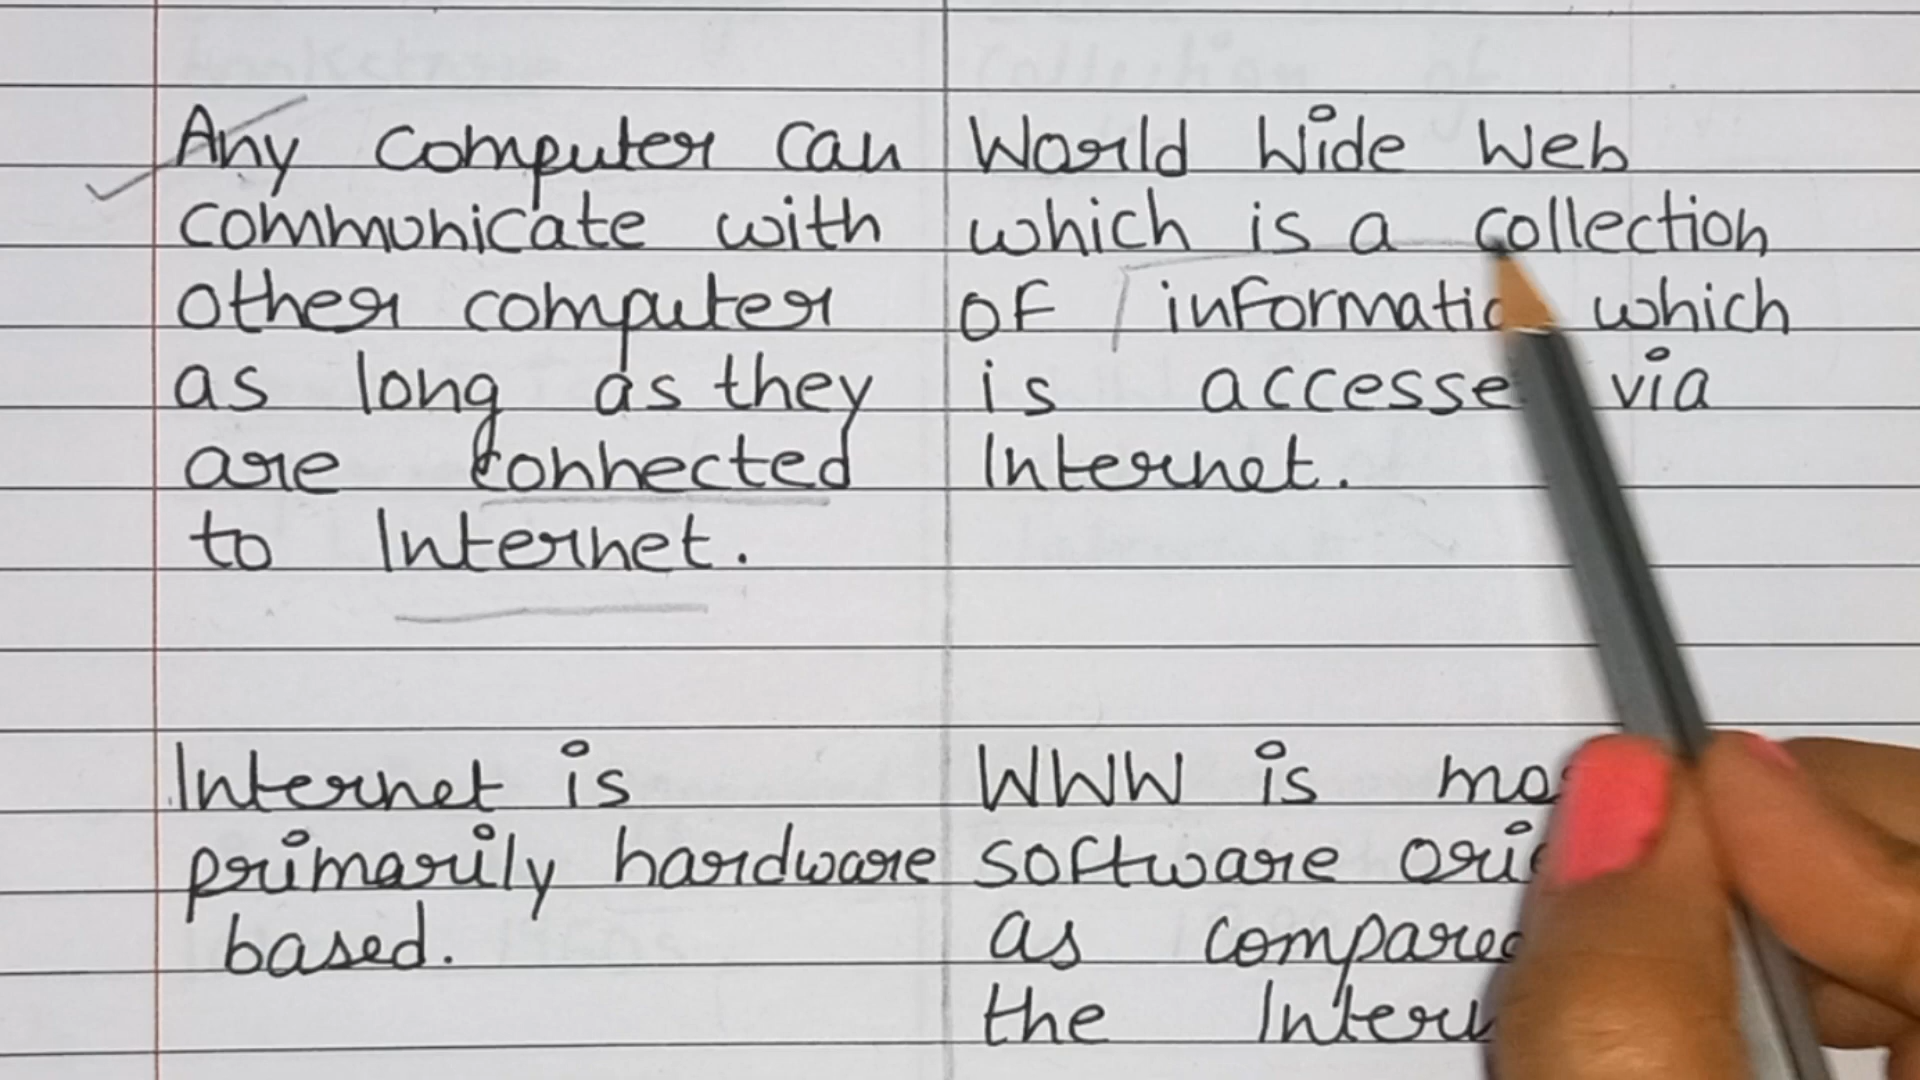 Any Computer Can
communicate with
other computer
as long as they
are connected
to Internet.
World Wide Web
which is a collection
of which
is via
Internet.
Internet is
primarily hardware
based.
WWW is
software
as
the